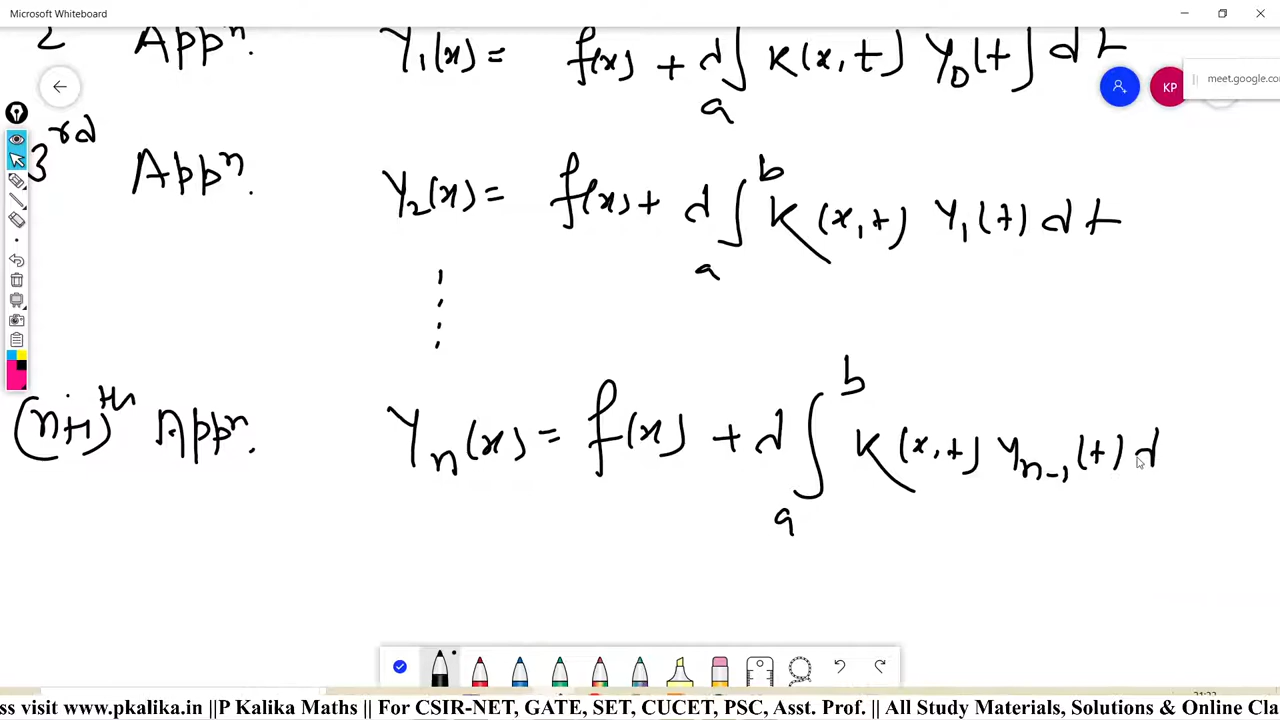 Microsoft Whiteboard
2 Appⁿ. Y₁(x) = f(x) + λ∫ₐ K(x,t) Y₀(t) dt
meet.google.co
KP
3rd Appⁿ. Y₂(x) = f(x) + λ∫ₐᵇ K(x,t) Y₁(t) dt
(n+1)th Appⁿ. Yₙ(x) = f(x) + λ∫ₐᵇ K(x,t) Yₙ₋₁(t) d
ss visit www.pkalika.in ||P Kalika Maths || For CSIR-NET, GATE, SET, CUCET, PSC, Asst. Prof. || All Study Materials, Solutions & Online Cla